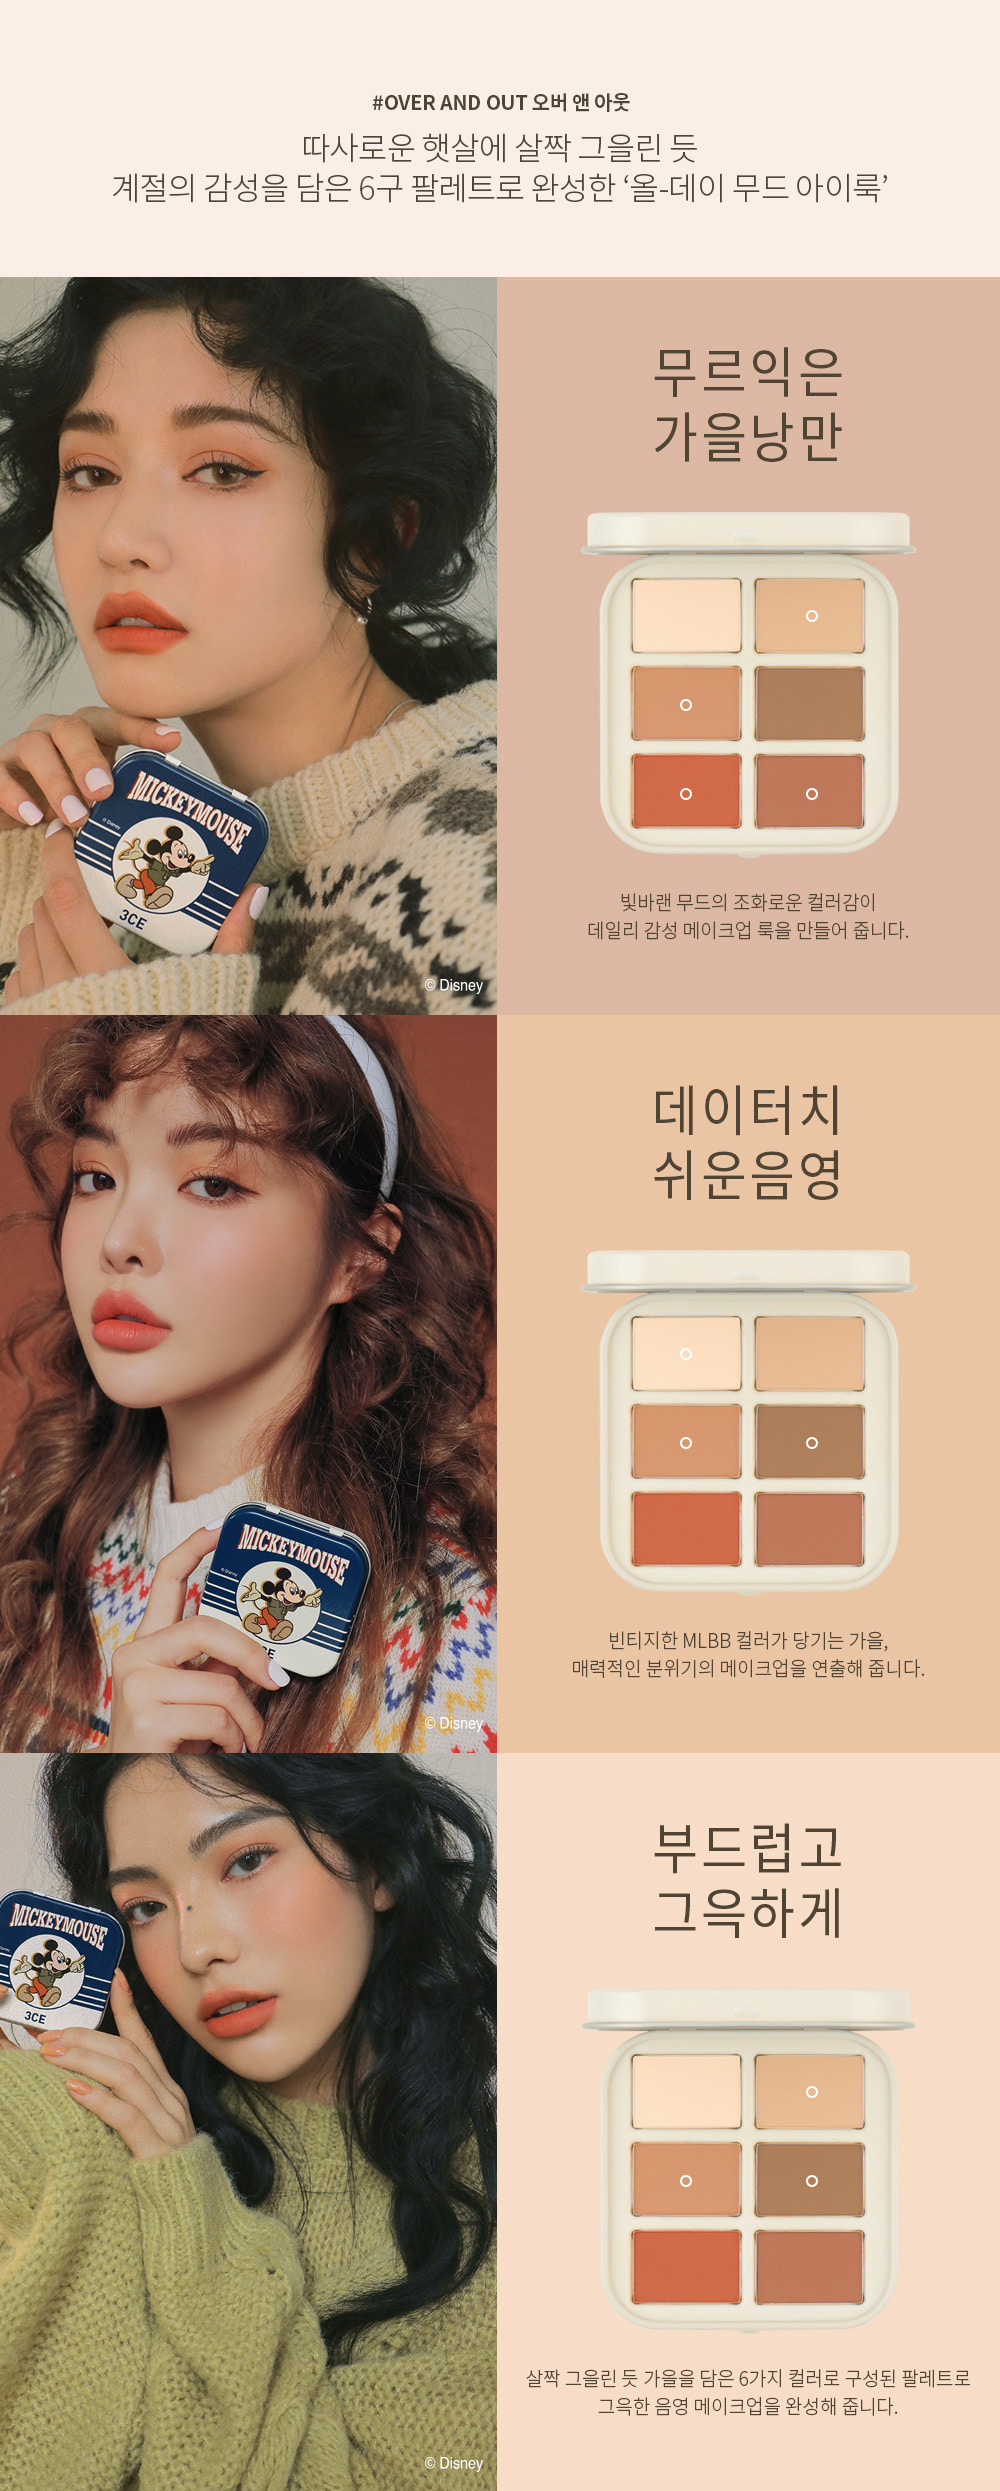 #OVER AND OUT 오버 앤 아웃
따사로운 햇살에 살짝 그을린 듯
계절의 감성을 담은 6구 팔레트로 완성한 ‘올-데이 무드 아이룩’
무르익은
가을낭만
MICKEYMOUSE
© Disney
3CE
© Disney
빛바랜 무드의 조화로운 컬러감이
데일리 감성 메이크업 룩을 만들어 줍니다.
데이터치
쉬운음영
MICKEYMOUSE
© Disney
CE
© Disney
빈티지한 MLBB 컬러가 당기는 가을,
매력적인 분위기의 메이크업을 연출해 줍니다.
부드럽고
그윽하게
MICKEYMOUSE
Disney
3CE
© Disney
살짝 그을린 듯 가을을 담은 6가지 컬러로 구성된 팔레트로
그윽한 음영 메이크업을 완성해 줍니다.